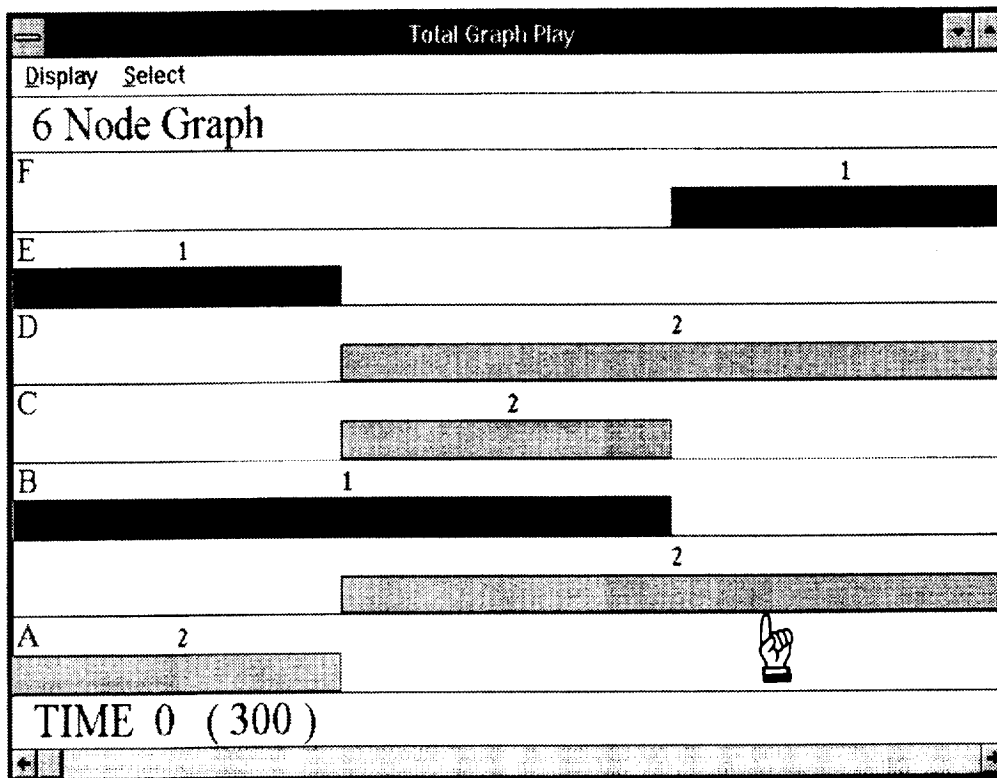 Total Graph Play
Display Select
6 Node Graph
F 1
E 1
D 2
C 2
B 1
2
A 2
TIME 0 ( 300 )